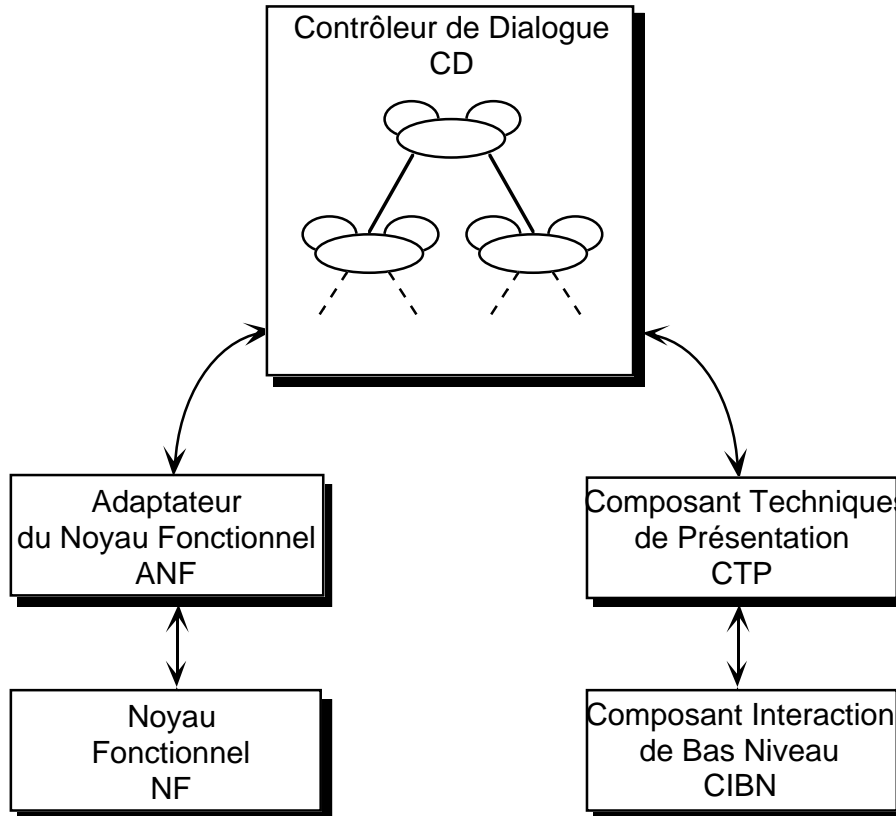 Contrôleur de Dialogue
CD
Adaptateur
du Noyau Fonctionnel
ANF
Composant Techniques
de Présentation
CTP
Noyau
Fonctionnel
NF
Composant Interaction
de Bas Niveau
CIBN